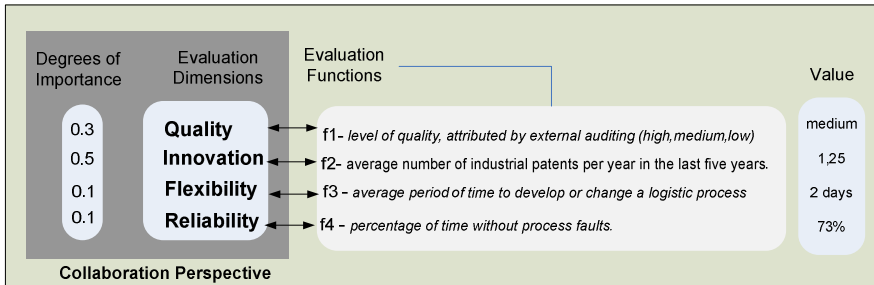 Degrees of Importance
Evaluation Dimensions
Evaluation Functions
Value
0.3
Quality
f1- level of quality, attributed by external auditing (high,medium,low)
medium
0.5
Innovation
f2- average number of industrial patents per year in the last five years.
1,25
0.1
Flexibility
f3 – average period of time to develop or change a logistic process
2 days
0.1
Reliability
f4 – percentage of time without process faults.
73%
Collaboration Perspective